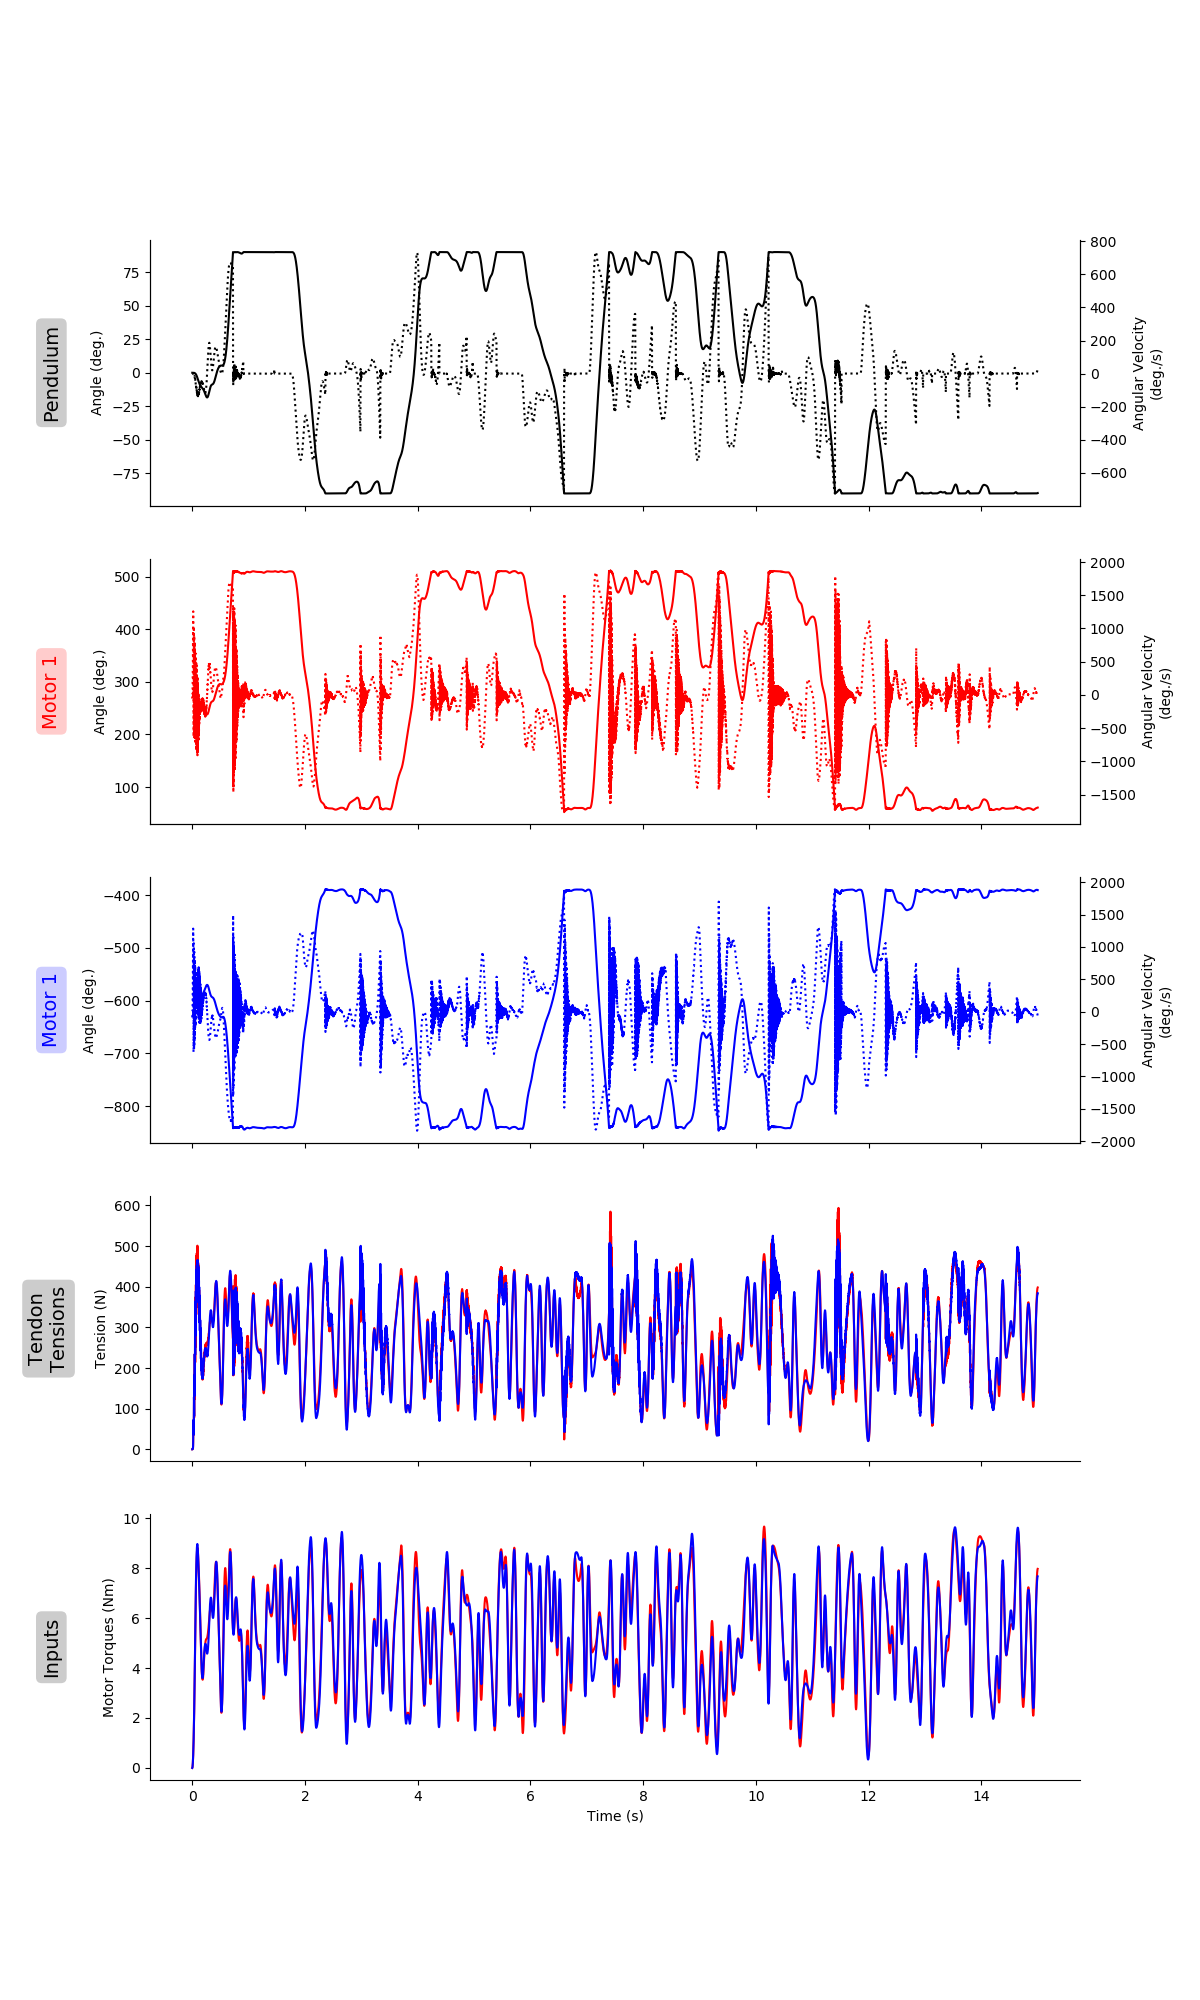 Pendulum
Angle (deg.)
75
50
25
0
−25
−50
−75
800
600
400
200
0
−200
−400
−600
Angular Velocity
(deg./s)
Motor 1
Angle (deg.)
500
400
300
200
100
2000
1500
1000
500
0
−500
−1000
−1500
Angular Velocity
(deg./s)
Motor 1
Angle (deg.)
−400
−500
−600
−700
−800
2000
1500
1000
500
0
−500
−1000
−1500
−2000
Angular Velocity
(deg./s)
Tendon
Tensions
Tension (N)
600
500
400
300
200
100
0
Inputs
Motor Torques (Nm)
10
8
6
4
2
0
0 2 4 6 8 10 12 14
Time (s)